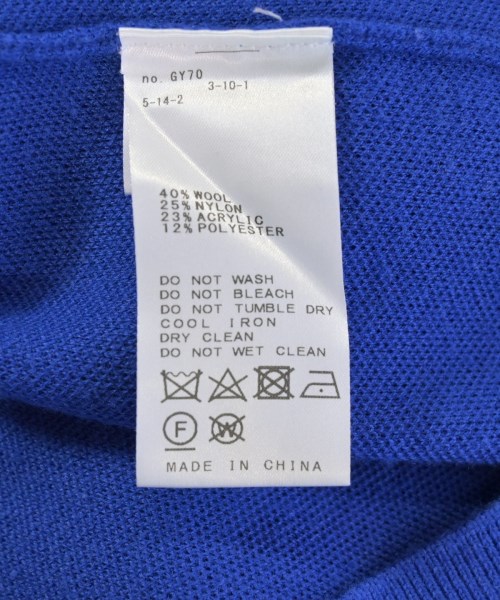 no. GY70
3-10-1
5-14-2
40% WOOL
25% NYLON
23% ACRYLIC
12% POLYESTER
DO NOT WASH
DO NOT BLEACH
DO NOT TUMBLE DRY
COOL IRON
DRY CLEAN
DO NOT WET CLEAN
F W
MADE IN CHINA